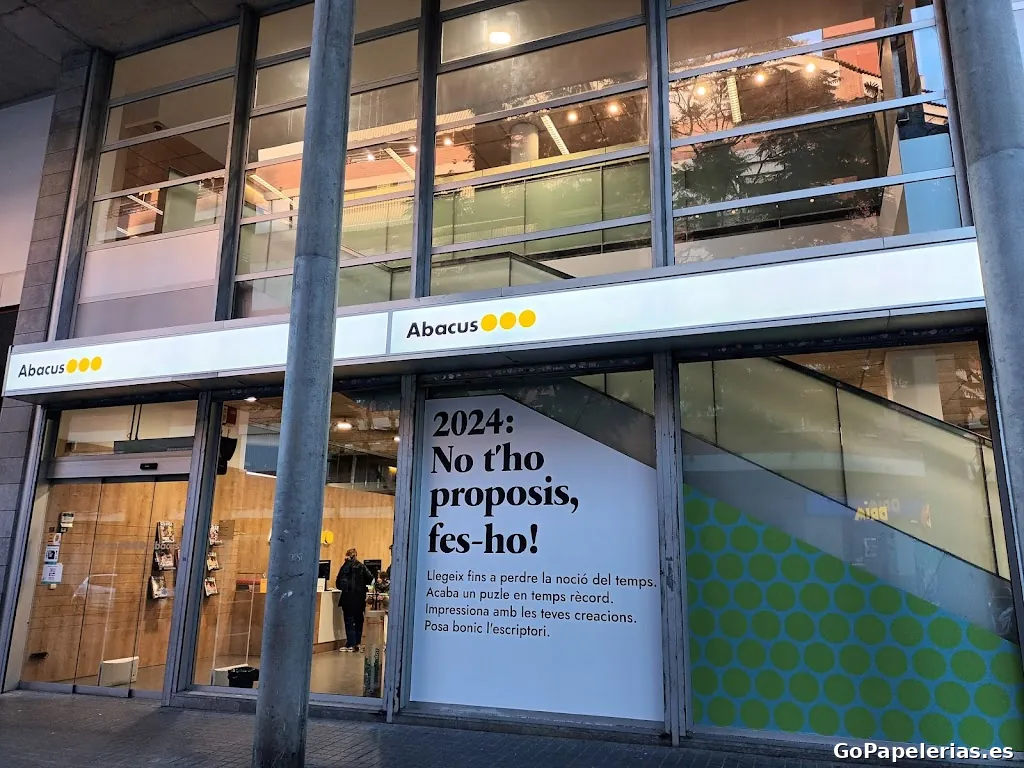 Abacus
Abacus
2024:
No t'ho
proposis,
fes-ho!
Llegeix fins a perdre la noció del temps.
Acaba un puzle en temps rècord.
Impressiona amb les teves creacions.
Posa bonic l'escriptori.
GoPapelerias.es